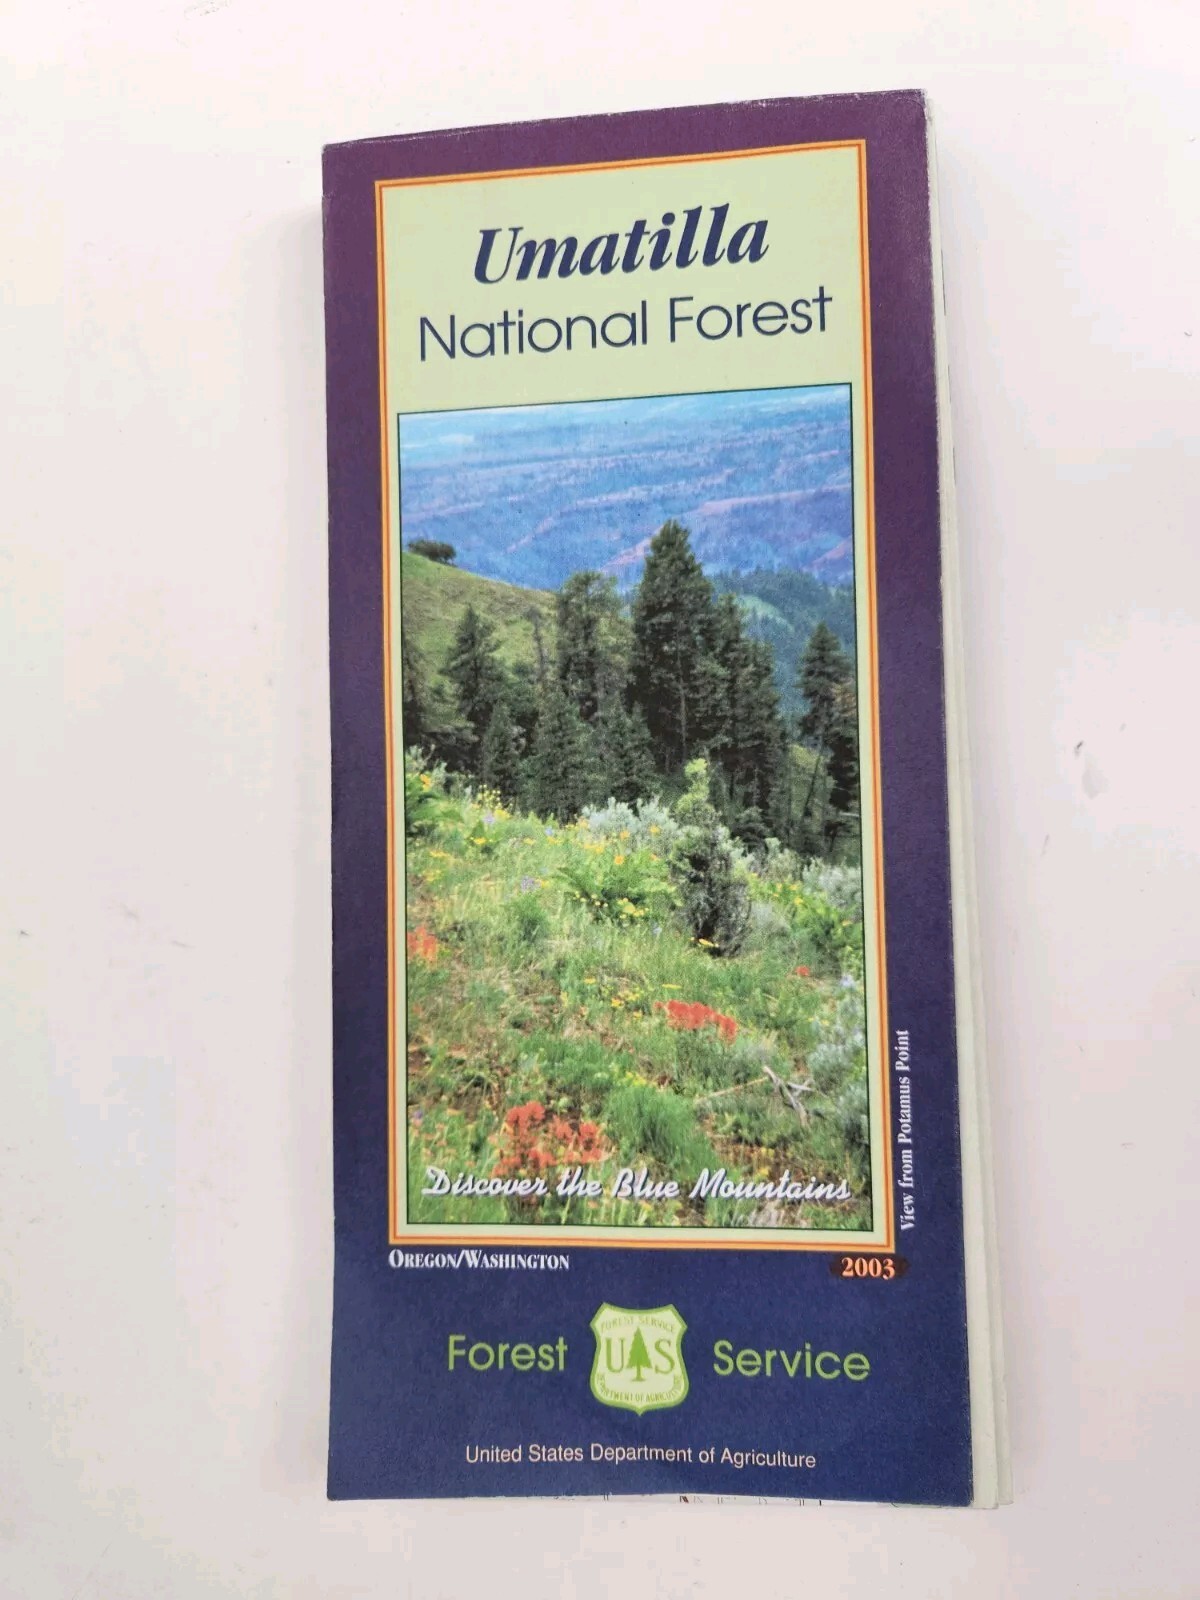 Umatilla
National Forest
Discover the Blue Mountains
View from Potamus Point
OREGON/WASHINGTON
2003
Forest
FOREST SERVICE
UAS
DEPARTMENT OF AGRICULTURE
Service
United States Department of Agriculture